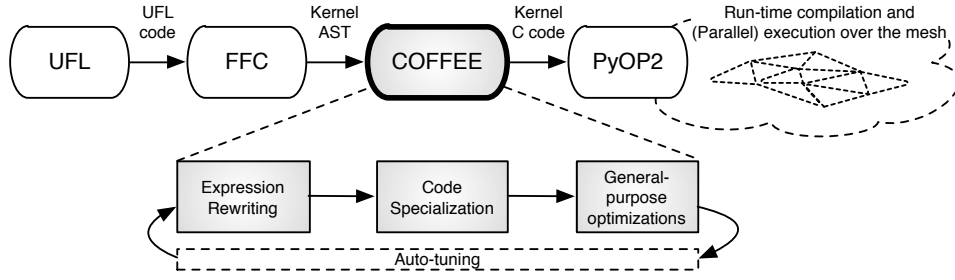 UFL
code
Kernel
AST
Kernel
C code
Run-time compilation and
(Parallel) execution over the mesh
UFL
FFC
COFFEE
PyOP2
Expression
Rewriting
Code
Specialization
General-
purpose
optimizations
Auto-tuning